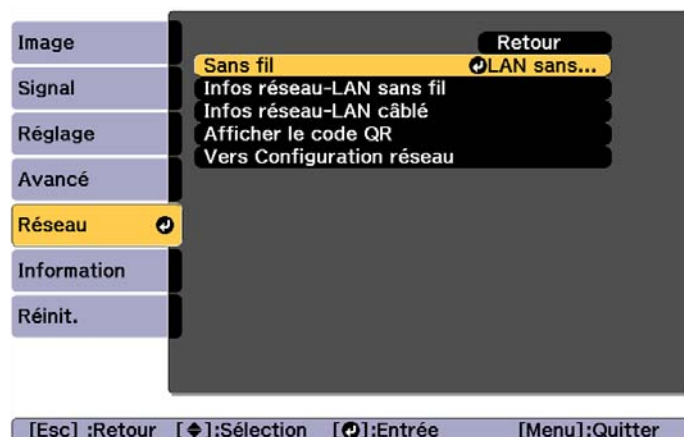 Image
Signal
Réglage
Avancé
Réseau
Information
Réinit.
Retour
Sans fil LAN sans...
Infos réseau-LAN sans fil
Infos réseau-LAN câblé
Afficher le code QR
Vers Configuration réseau
[Esc] :Retour [ ]:Sélection [ ]:Entrée [Menu]:Quitter